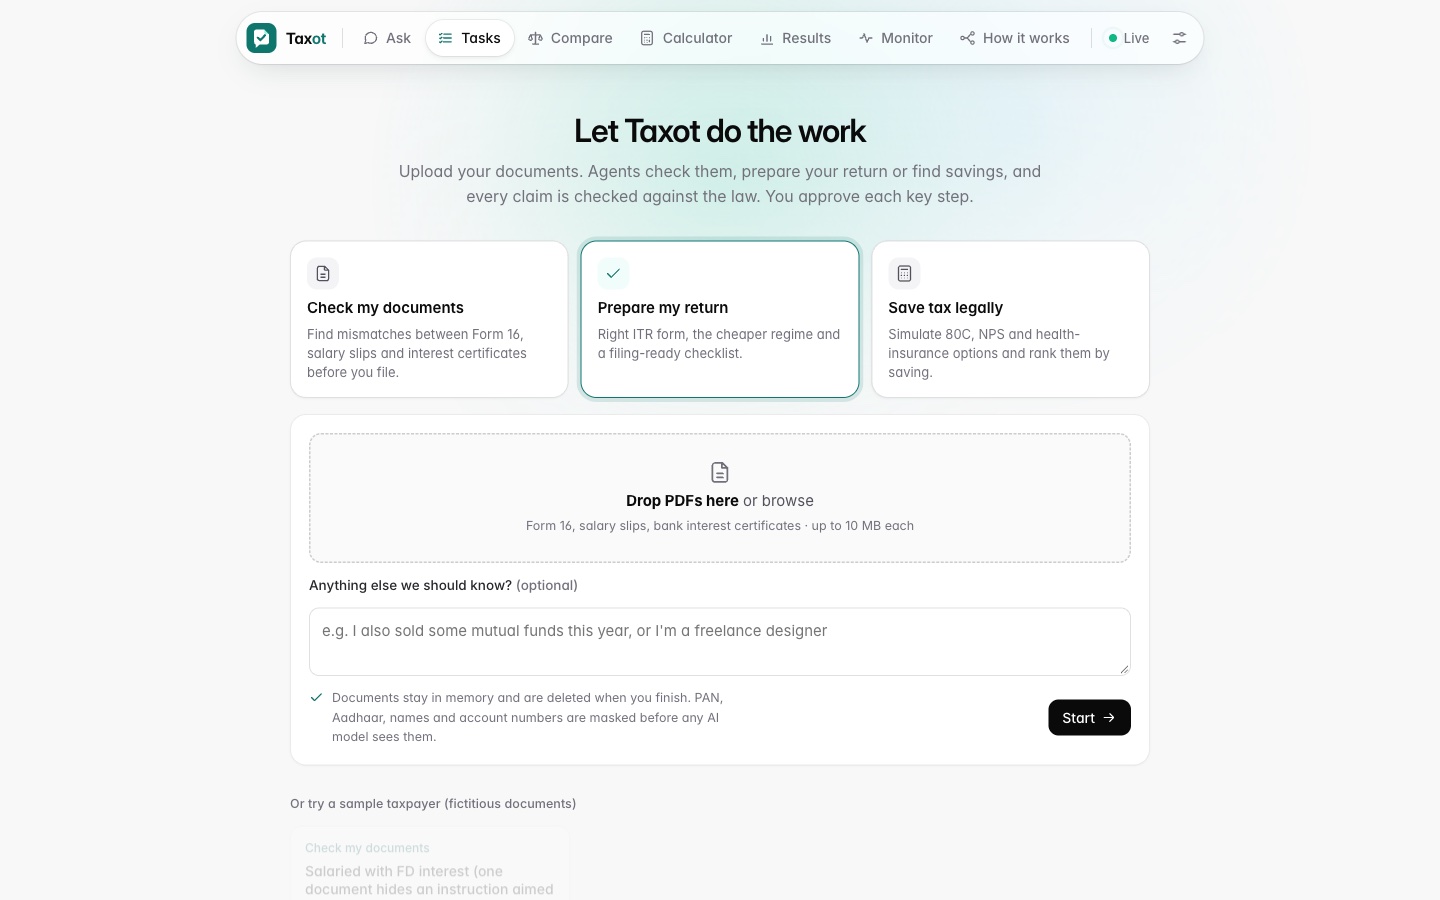 Taxot
Ask
Tasks
Compare
Calculator
Results
Monitor
How it works
Live
Let Taxot do the work
Upload your documents. Agents check them, prepare your return or find savings, and
every claim is checked against the law. You approve each key step.
Check my documents
Find mismatches between Form 16,
salary slips and interest certificates
before you file.
Prepare my return
Right ITR form, the cheaper regime and
a filing-ready checklist.
Save tax legally
Simulate 80C, NPS and health-
insurance options and rank them by
saving.
Drop PDFs here or browse
Form 16, salary slips, bank interest certificates · up to 10 MB each
Anything else we should know? (optional)
e.g. I also sold some mutual funds this year, or I'm a freelance designer
Documents stay in memory and are deleted when you finish. PAN,
Aadhaar, names and account numbers are masked before any AI
model sees them.
Start →
Or try a sample taxpayer (fictitious documents)
Check my documents
Salaried with FD interest (one
document hides an instruction aimed